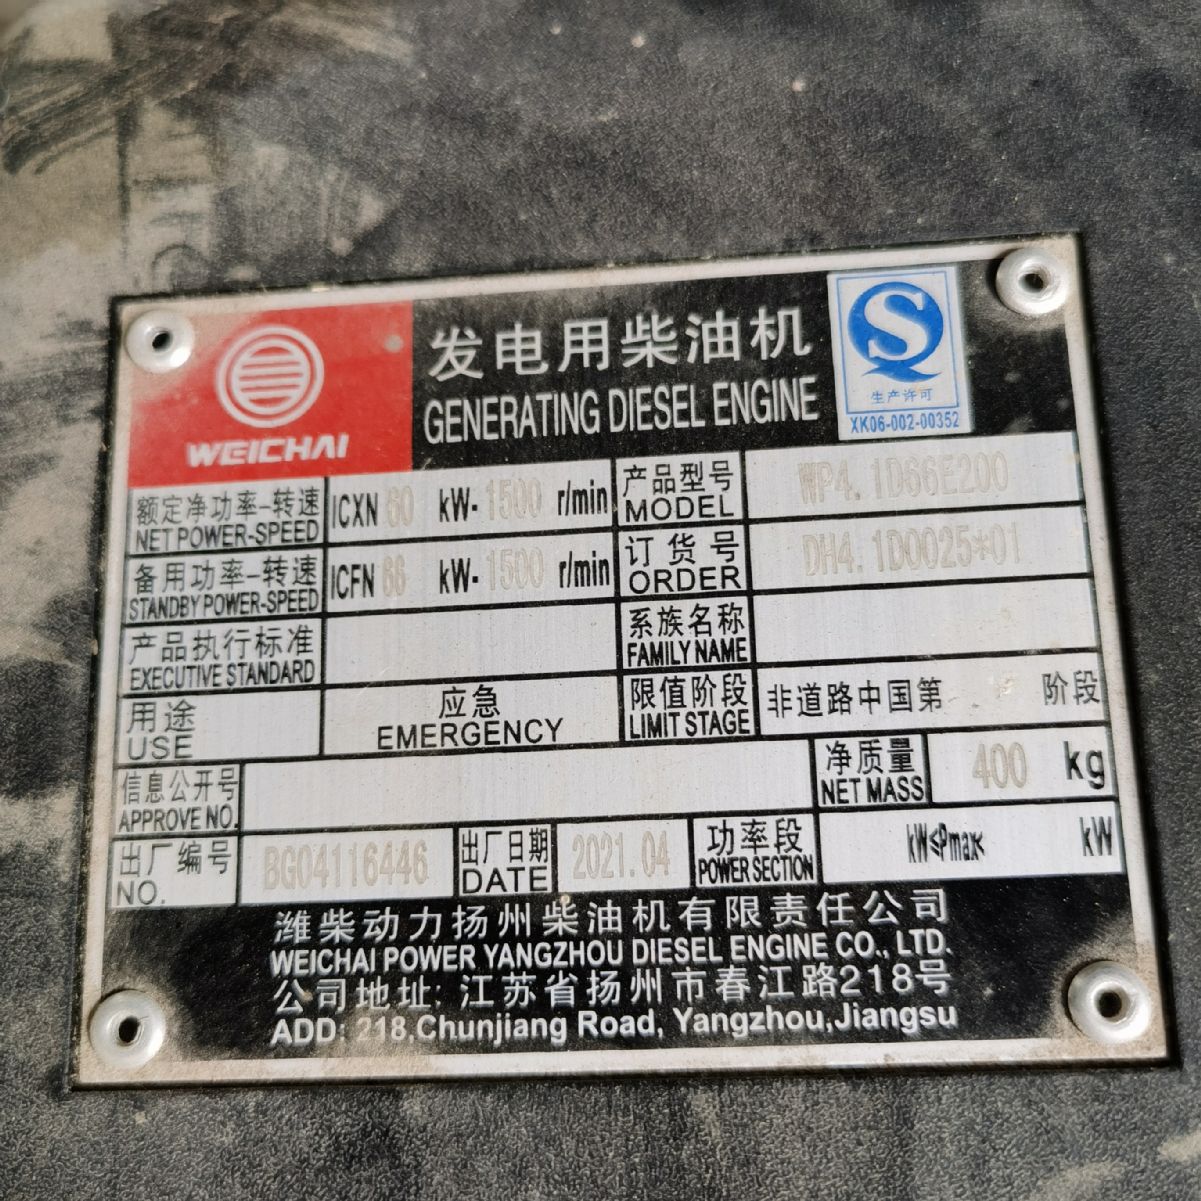 WEICHAI
发电用柴油机
GENERATING DIESEL ENGINE
生产许可
XK06-002-00352
额定净功率-转速
NET POWER-SPEED
ICXN 60 kW· 1500 r/min
产品型号
MODEL
WP4.1D66E200
备用功率-转速
STANDBY POWER-SPEED
ICFN 66 kW· 1500 r/min
订货号
ORDER
DH4.1D0025*01
产品执行标准
EXECUTIVE STANDARD
系族名称
FAMILY NAME
用途
USE
应急
EMERGENCY
限值阶段
LIMIT STAGE
非道路中国第 阶段
信息公开号
APPROVE NO.
净质量
NET MASS
400 kg
出厂编号
NO.
BG04116446
出厂日期
DATE
2021.04
功率段
POWER SECTION
kW≤Pmax< kW
潍柴动力扬州柴油机有限责任公司
WEICHAI POWER YANGZHOU DIESEL ENGINE CO., LTD.
公司地址: 江苏省扬州市春江路218号
ADD: 218,Chunjiang Road, Yangzhou,Jiangsu